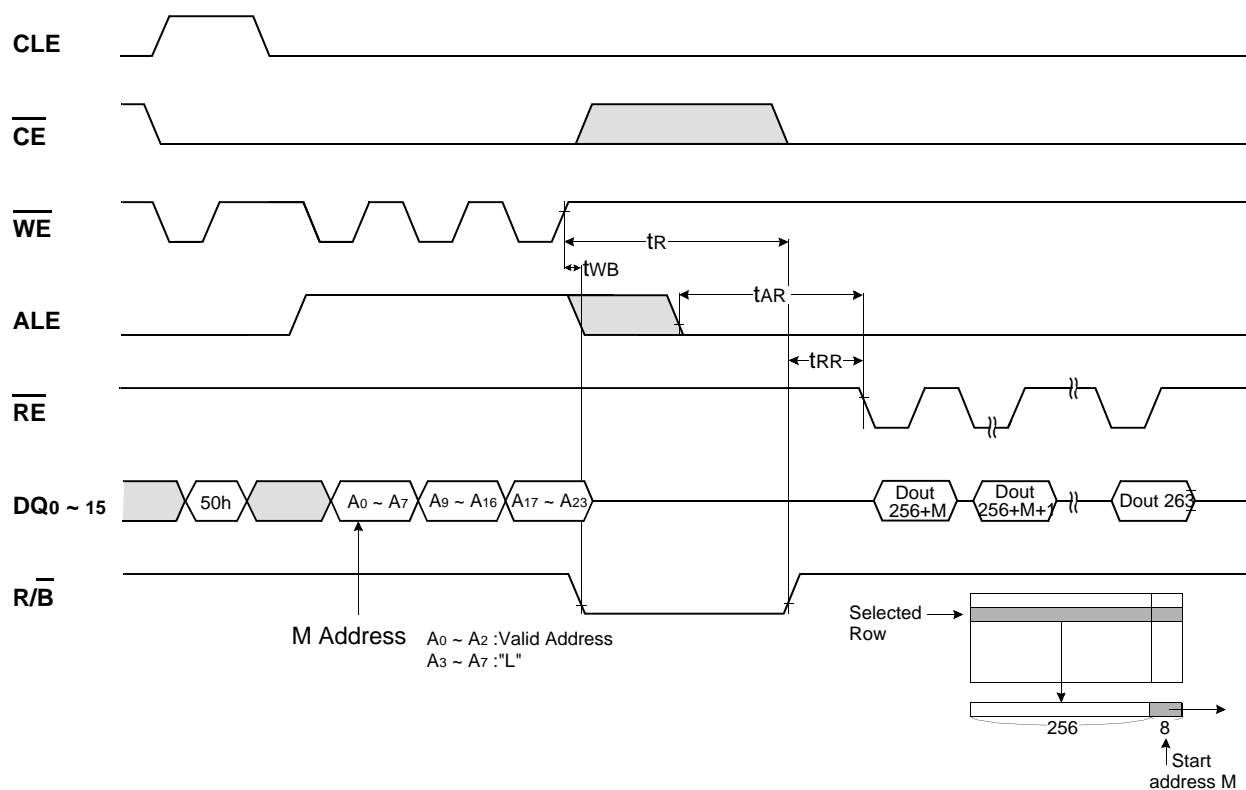 CLE
CE
WE
tR
tWB
ALE
tAR
tRR
RE
DQ0 ~ 15
50h
A0 ~ A7
A9 ~ A16
A17 ~ A23
Dout
256+M
Dout
256+M+1
Dout 263
R/B
M Address
A0 ~ A2 :Valid Address
A3 ~ A7 :"L"
Selected
Row
256
8
Start
address M